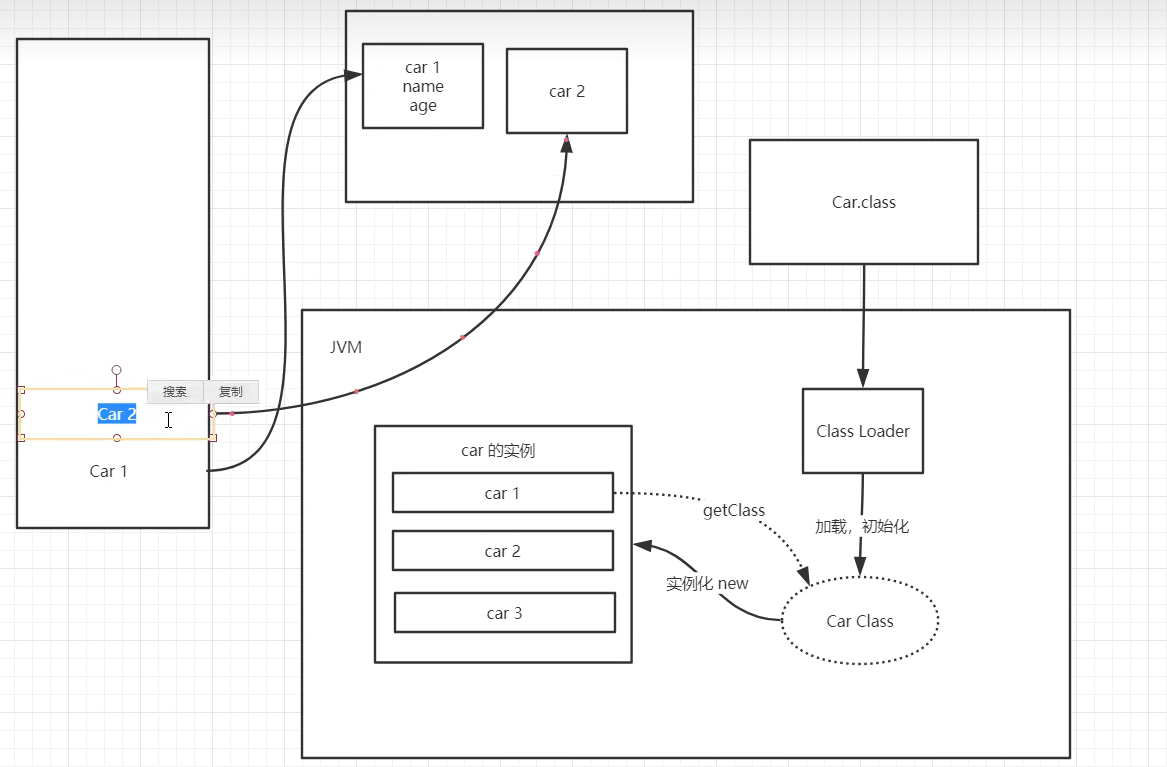 car 1
name
age
car 2
Car.class
JVM
搜索
复制
Car 2
Car 1
Class Loader
car 的实例
car 1
getClass
加载，初始化
car 2
实例化 new
car 3
Car Class